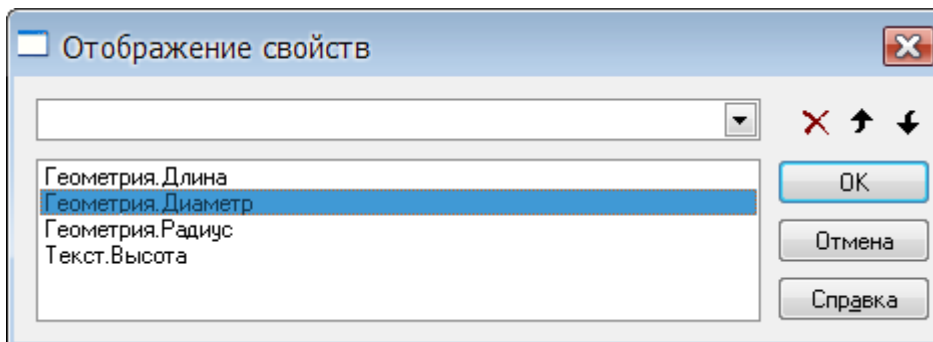 Отображение свойств
Геометрия.Длина
Геометрия.Диаметр
Геометрия.Радиус
Текст.Высота
OK
Отмена
Справка